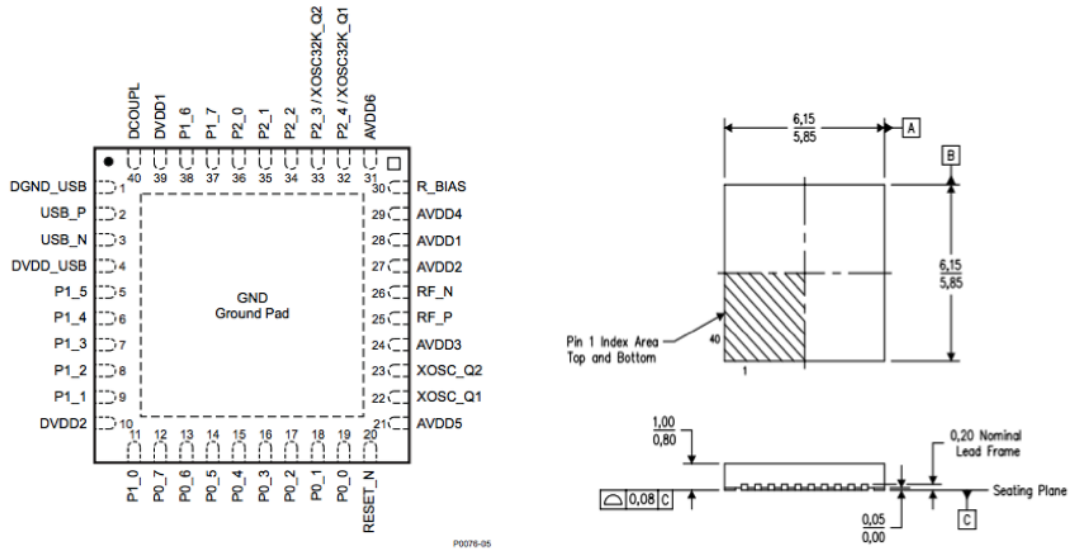 DCOUPL
DVDD1
P1_6
P1_7
P2_0
P2_1
P2_2
P2_3 / XOSC32K_Q2
P2_4 / XOSC32K_Q1
AVDD6
40 39 38 37 36 35 34 33 32 31
DGND_USB 1
USB_P 2
USB_N 3
DVDD_USB 4
P1_5 5
P1_4 6
P1_3 7
P1_2 8
P1_1 9
DVDD2 10
GND
Ground Pad
30 R_BIAS
29 AVDD4
28 AVDD1
27 AVDD2
26 RF_N
25 RF_P
24 AVDD3
23 XOSC_Q2
22 XOSC_Q1
21 AVDD5
11 12 13 14 15 16 17 18 19 20
P1_0
P0_7
P0_6
P0_5
P0_4
P0_3
P0_2
P0_1
P0_0
RESET_N
P0076-05
6,15
5,85
A
B
6,15
5,85
Pin 1 Index Area
Top and Bottom
40
1
1,00
0,80
0,20 Nominal
Lead Frame
Seating Plane
0,08 C
0,05
0,00
C